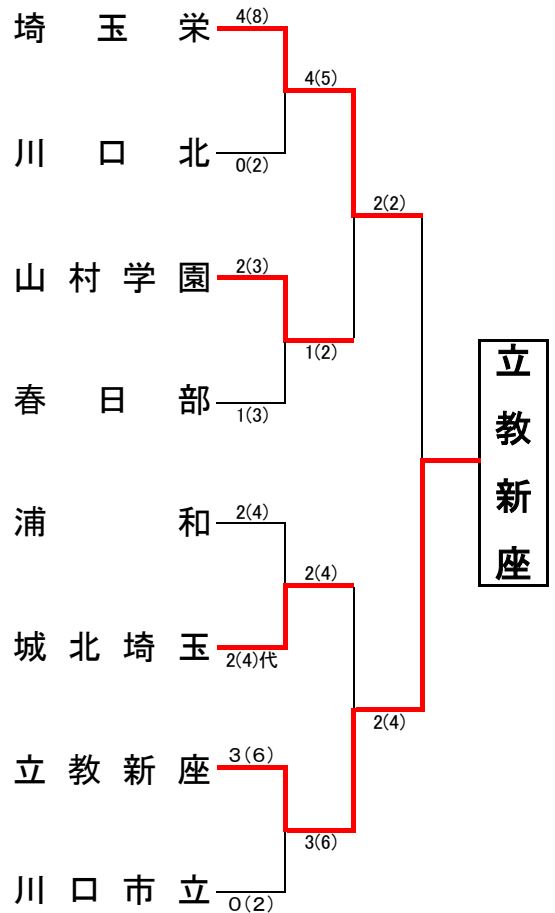 埼玉栄
4(8)
4(5)
川口北
0(2)
2(2)
山村学園
2(3)
1(2)
春日部
1(3)
立教新座
浦和
2(4)
2(4)
城北埼玉
2(4)代
2(4)
立教新座
3(6)
3(6)
川口市立
0(2)